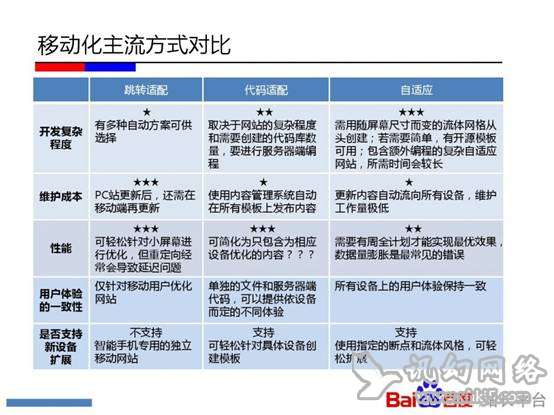 移动化主流方式对比
跳转适配
代码适配
自适应
开发复杂
程度
★
有多种自动方案可供
选择
★★
取决于网站的复杂程度
和需要创建的代码库数
量，要进行服务器端编
程
★★★
需用随屏幕尺寸而变的流体网格从
头创建；若需要简单，有开源模板
可用；包含额外编程的复杂自适应
网站，所需时间会较长
维护成本
★★★
PC站更新后，还需在
移动端再更新
★
使用内容管理系统自动
在所有模板上发布内容
★
更新内容自动流向所有设备，维护
工作量极低
性能
★★★
可轻松针对小屏幕进
行优化，但重定向经
常会导致延迟问题
★★★
可简化为只包含为相应
设备优化的内容？？？
★★
需要有周全计划才能实现最优效果，
数据量膨胀是最常见的错误
用户体验
的一致性
仅针对移动用户优化
网站
单独的文件和服务器端
代码，可以提供依设备
而定的不同体验
所有设备上的用户体验保持一致
是否支持
新设备
扩展
不支持
智能手机专用的独立
移动网站
支持
可轻松针对具体设备创
建模板
支持
使用指定的断点和流体风格，可轻
松扩展
讯幻网络
Bai
平台